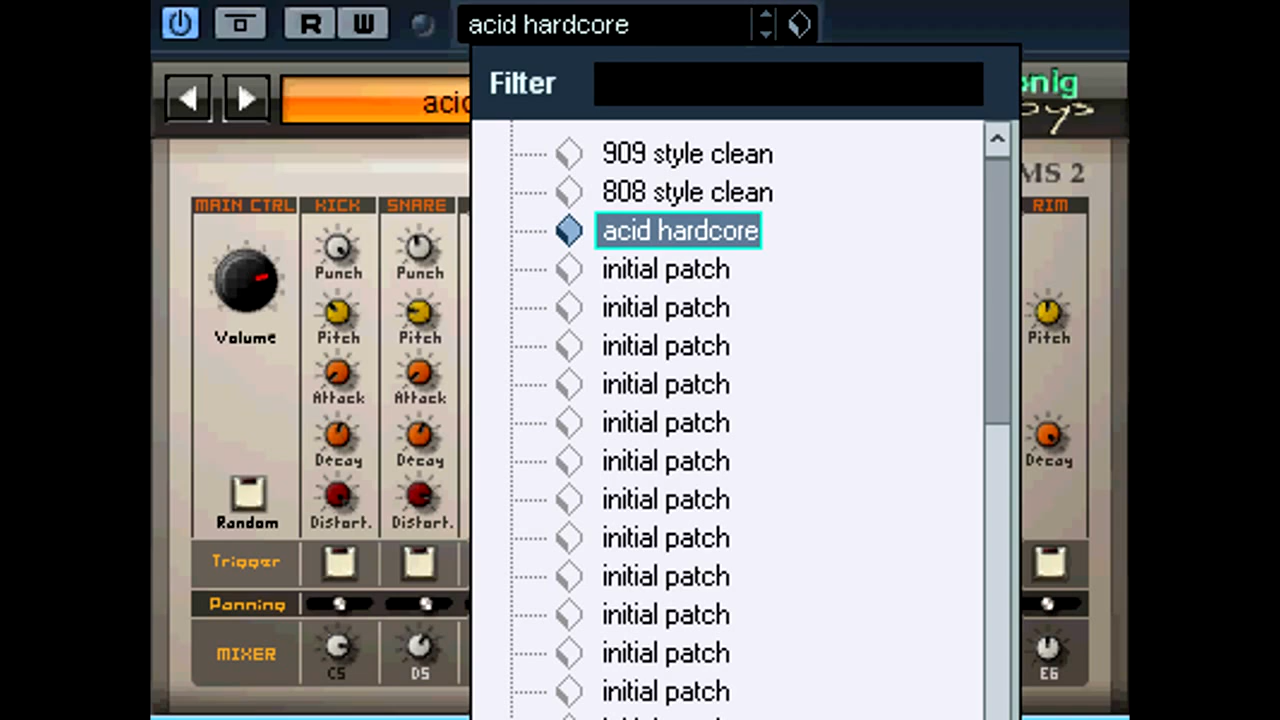 R W acid hardcore
Filter
acid
MS 2
909 style clean
808 style clean
acid hardcore
initial patch
initial patch
initial patch
initial patch
initial patch
initial patch
initial patch
initial patch
initial patch
initial patch
initial patch
initial patch
MAIN CTRL KICK SNARE RIM
Punch Punch
Volume Pitch Pitch Pitch
Attack Attack
Decay Decay Decay
Random Distort. Distort.
Trigger
Panning
MIXER C5 D5 E6